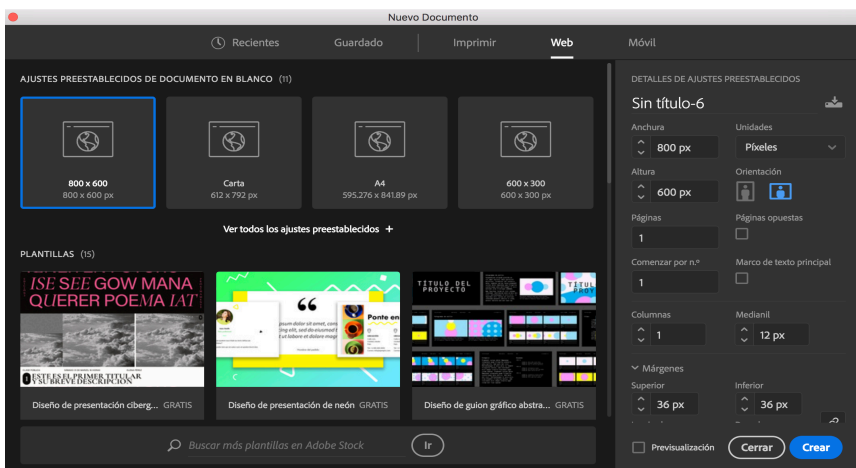 Nuevo Documento
Recientes Guardado Imprimir Web Móvil
AJUSTES PREESTABLECIDOS DE DOCUMENTO EN BLANCO (11)
800 x 600
800 x 600 px
Carta
612 x 792 px
A4
595.276 x 841.89 px
600 x 300
600 x 300 px
Ver todos los ajustes preestablecidos +
PLANTILLAS (15)
ISE SEE GOW MANA
QUERER POEMA IAT
ESTE ES EL PRIMER TITULAR
Y SU BREVE DESCRIPCION
Diseño de presentación ciberg... GRATIS
Ponte en
Diseño de presentación de neón GRATIS
TÍTULO DEL
PROYECTO
Diseño de guion gráfico abstra... GRATIS
Buscar más plantillas en Adobe Stock
Ir
DETALLES DE AJUSTES PREESTABLECIDOS
Sin título-6
Anchura Unidades
800 px Píxeles
Altura Orientación
600 px
Páginas Páginas opuestas
1
Comenzar por n.º Marco de texto principal
1
Columnas Medianil
1 12 px
Márgenes
Superior Inferior
36 px 36 px
Previsualización Cerrar Crear